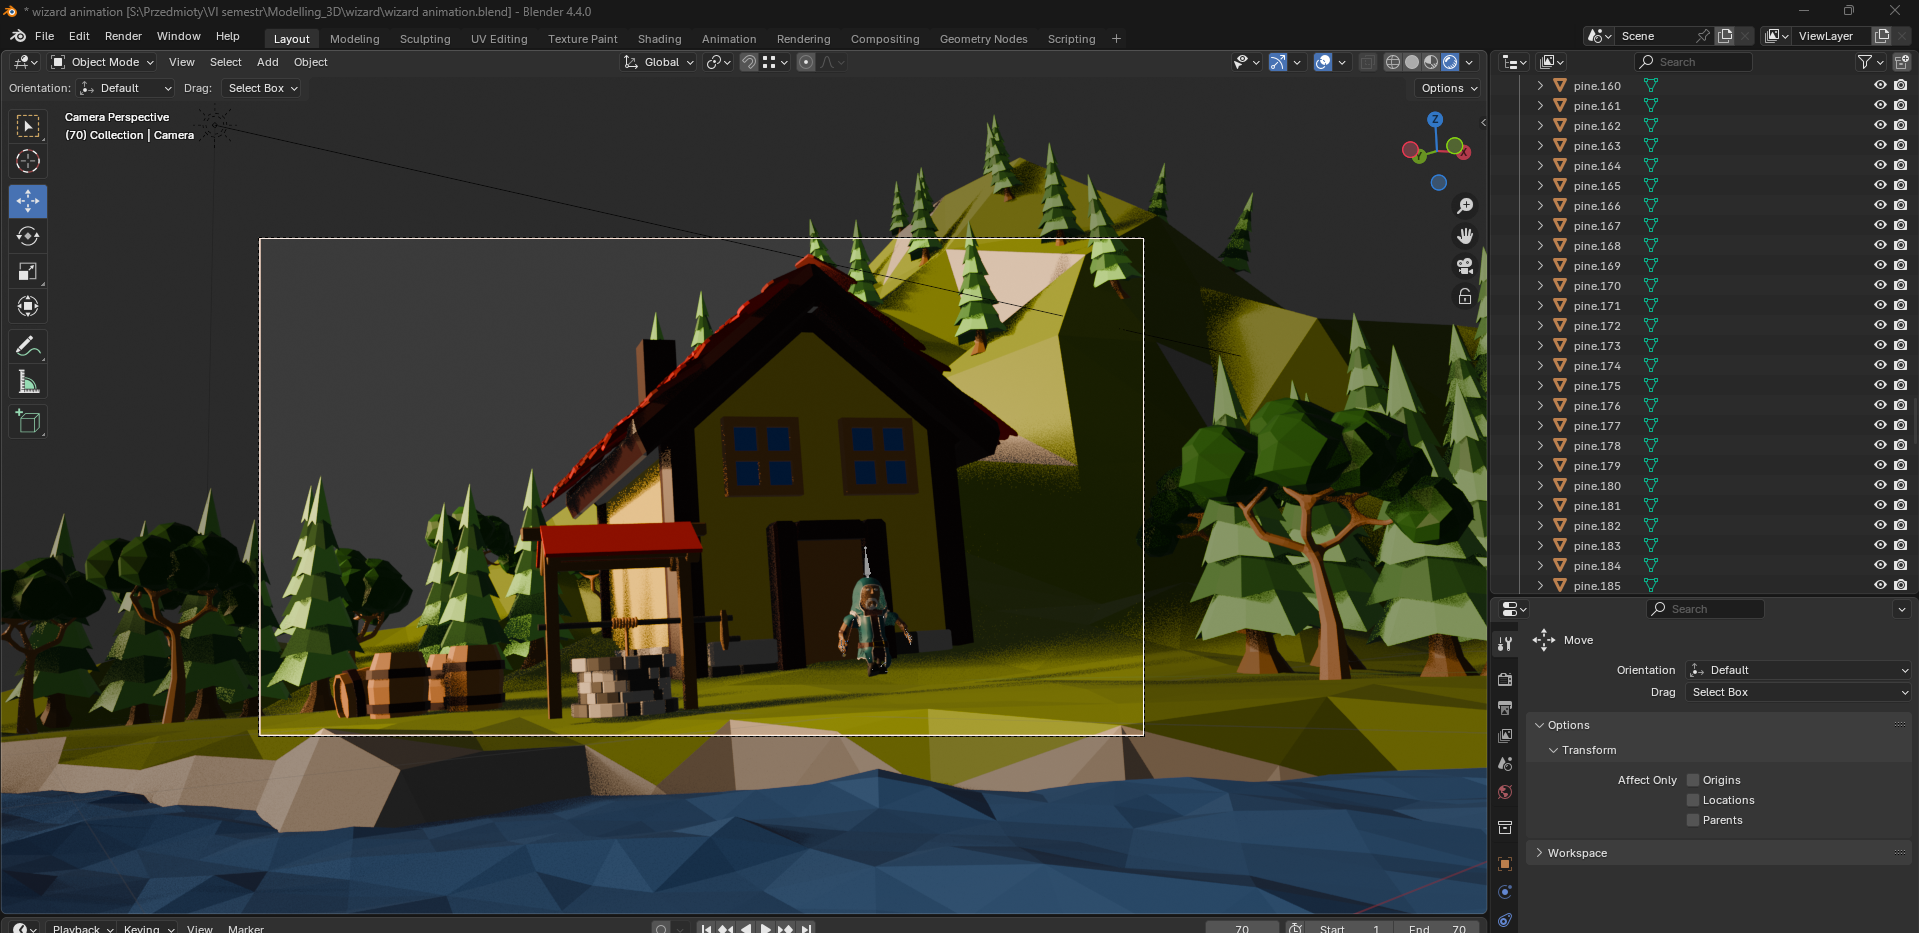 * wizard animation [S:\Przedmioty\VI semestr\Modelling_3D\wizard\wizard animation.blend] - Blender 4.4.0
File Edit Render Window Help Layout Modeling Sculpting UV Editing Texture Paint Shading Animation Rendering Compositing Geometry Nodes Scripting + Scene ViewLayer
Object Mode View Select Add Object Global Search
Orientation: Default Drag: Select Box Options
Camera Perspective
(70) Collection | Camera
Z
X
Y
pine.160
pine.161
pine.162
pine.163
pine.164
pine.165
pine.166
pine.167
pine.168
pine.169
pine.170
pine.171
pine.172
pine.173
pine.174
pine.175
pine.176
pine.177
pine.178
pine.179
pine.180
pine.181
pine.182
pine.183
pine.184
pine.185
Search
Move
Orientation Default
Drag Select Box
Options
Transform
Affect Only Origins
Locations
Parents
Workspace
Playback Keying View Marker 70 Start 1 End 70